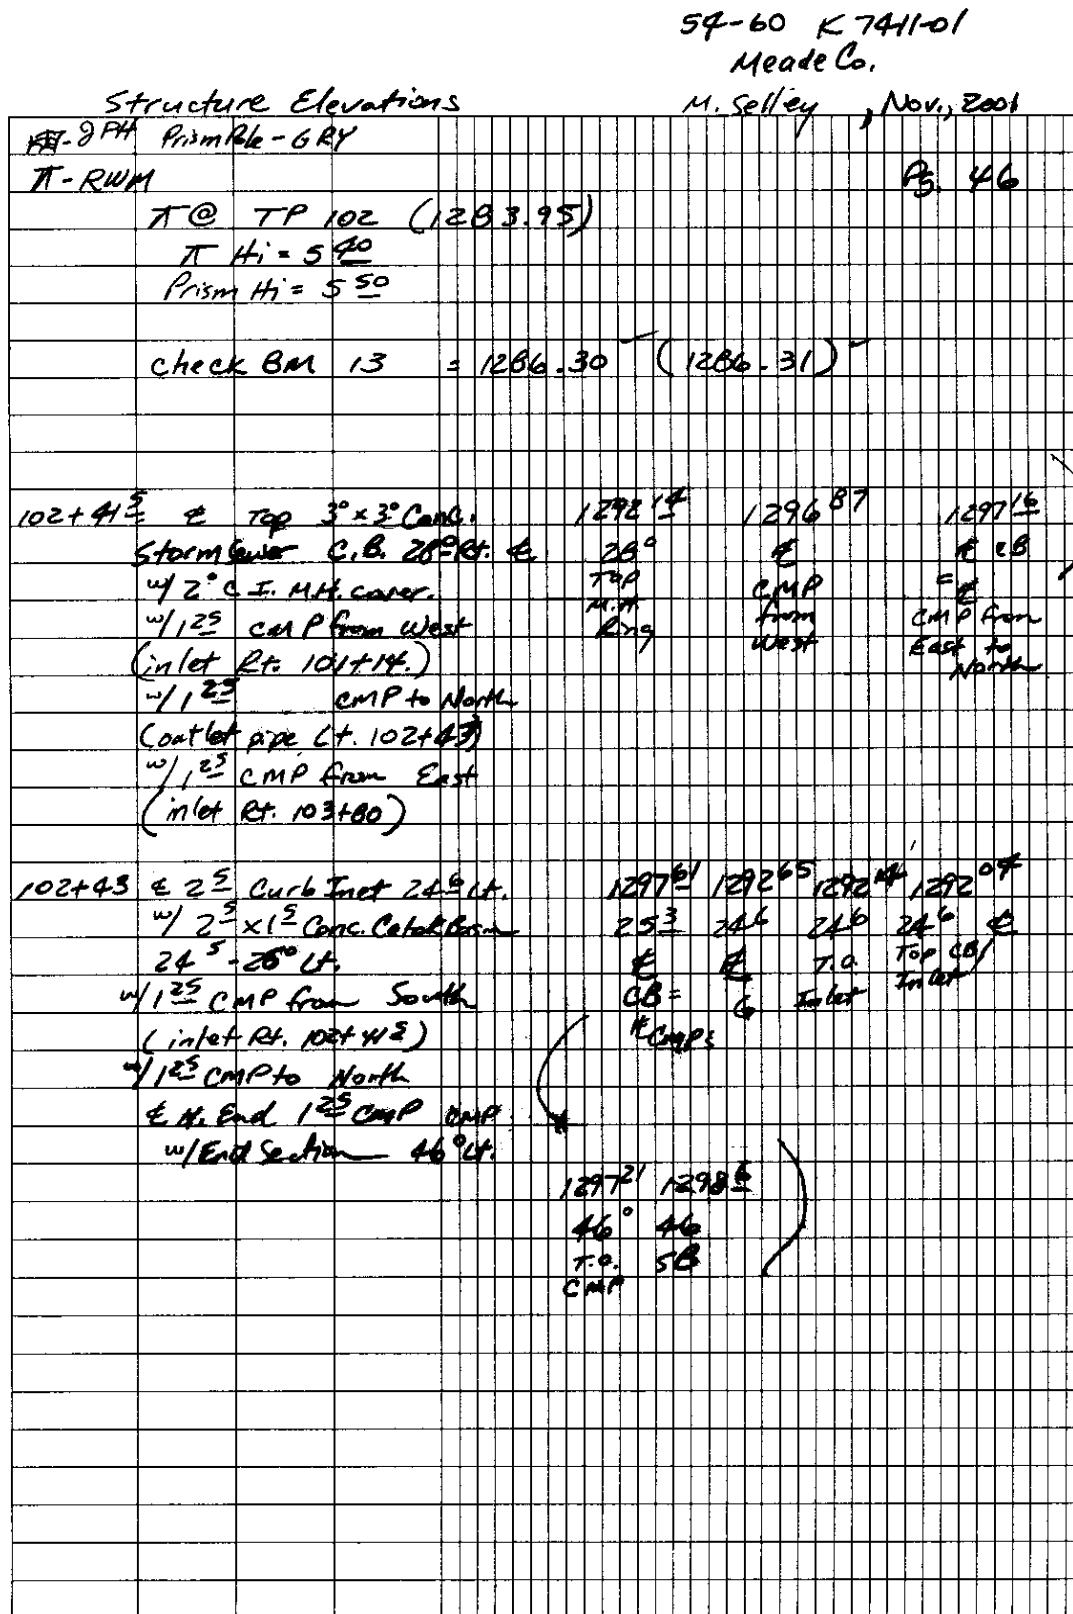 54-60 K 7411-01
Meade Co.
Structure Elevations M. Selley, Nov., 2001
JPH Prism Pole - GRY
π - RWM Pg. 46
π @ TP 102 (1283.95)
π Hi = 5 40
Prism Hi = 5 50
check BM 13 = 1286.30 (1286.31)
102+41 5 ℄ Top 3° x 3° Conc. 1292 14 1296 87 1297 16
Storm Sewer C.B. 28° Rt. ℄ 28° ℄ ℄ CB
w/ 2° C.I. M.H. cover. Top CMP = ℄
w/ 1 25 CMP from West M.H. from CMP from
Ring West East to
(inlet Rt. 101+14.) North
w/ 1 25 CMP to North
(outlet pipe Lt. 102+43)
w/ 1 25 CMP from East
(inlet Rt. 103+80)
102+43 ℄ 2 5 Curb Inet 24 6 Lt. 1297 61 1292 65 1292 14 1292 04
w/ 2 5 x 1 5 Conc. Catch Basin 25 3 24 6 24 6 24 6 ℄
24 5 - 26° Lt. ℄ ℄ T.O. Top CB
w/ 1 25 CMP from South CB = G Inlet Inlet
(inlet Rt. 102+41 5) ℄ CMPs
w/ 1 25 CMP to North
℄ N. End 1 25 CMP CMP
w/ End Section 46° Lt.
1297 21 1298 6
46° 46
T.O. SB
CMP